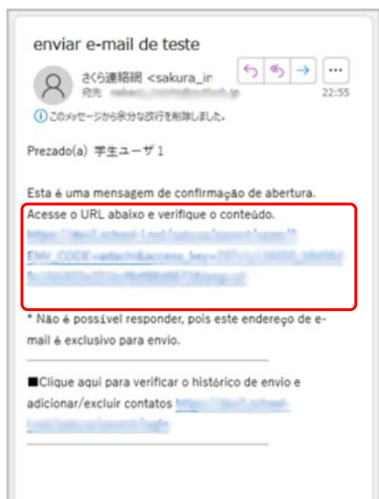 enviar e-mail de teste
さくら連絡網 <sakura_in
宛先
22:55
このメッセージから余分な改行を削除しました。
Prezado(a) 学生ユーザ1
Esta é uma mensagem de confirmação de abertura.
Acesse o URL abaixo e verifique o conteúdo.
* Não é possível responder, pois este endereço de e-
mail é exclusivo para envio.
■Clique aqui para verificar o histórico de envio e
adicionar/excluir contatos